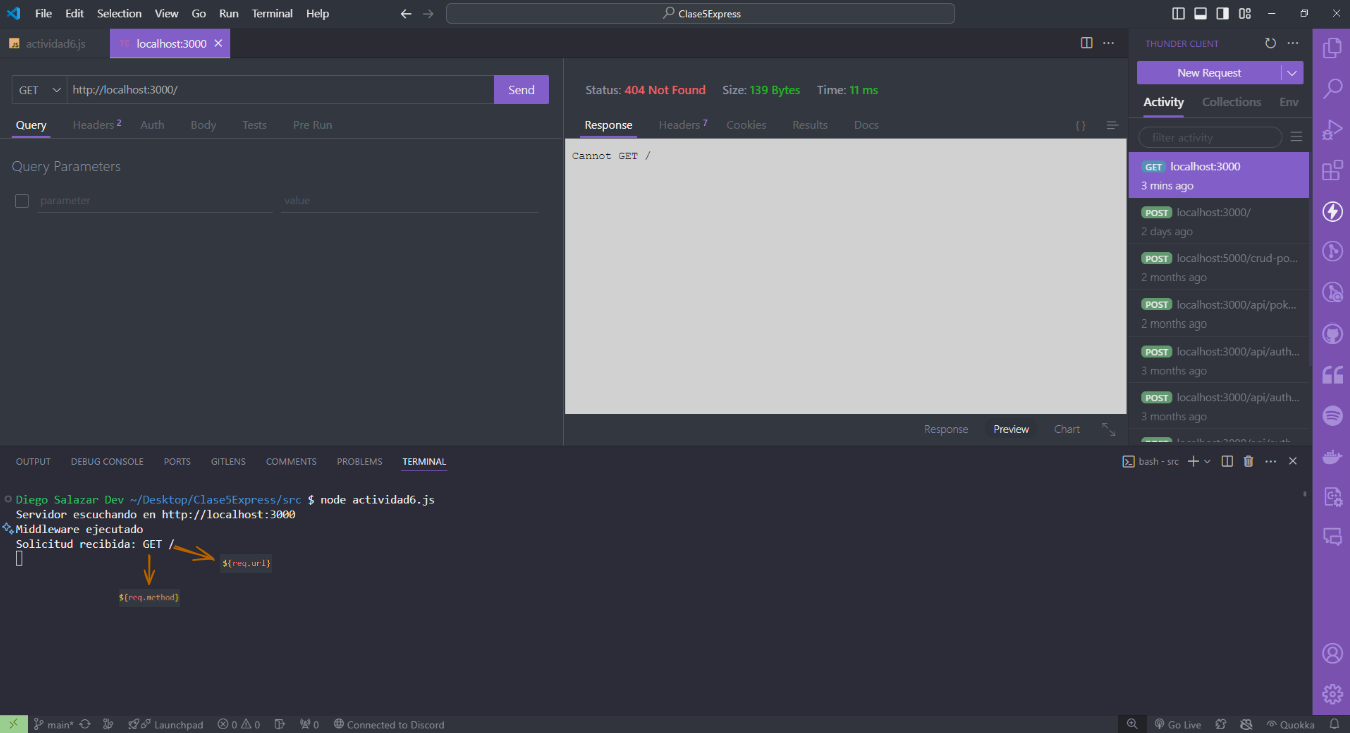 File Edit Selection View Go Run Terminal Help
Clase5Express
JS actividad6.js
TC localhost:3000
GET http://localhost:3000/ Send
Query Headers 2 Auth Body Tests Pre Run
Query Parameters
parameter value
Status: 404 Not Found Size: 139 Bytes Time: 11 ms
Response Headers 7 Cookies Results Docs
{ }
Cannot GET /
Response Preview Chart
THUNDER CLIENT
New Request
Activity Collections Env
filter activity
GET localhost:3000
3 mins ago
POST localhost:3000/
2 days ago
POST localhost:5000/crud-po...
2 months ago
POST localhost:3000/api/pok...
2 months ago
POST localhost:3000/api/auth...
3 months ago
POST localhost:3000/api/auth...
3 months ago
OUTPUT DEBUG CONSOLE PORTS GITLENS COMMENTS PROBLEMS TERMINAL
bash - src
Diego Salazar Dev ~/Desktop/Clase5Express/src $ node actividad6.js
Servidor escuchando en http://localhost:3000
Middleware ejecutado
Solicitud recibida: GET /
${req.url}
${req.method}
main* Launchpad 0 0 0 Connected to Discord
Go Live Quokka